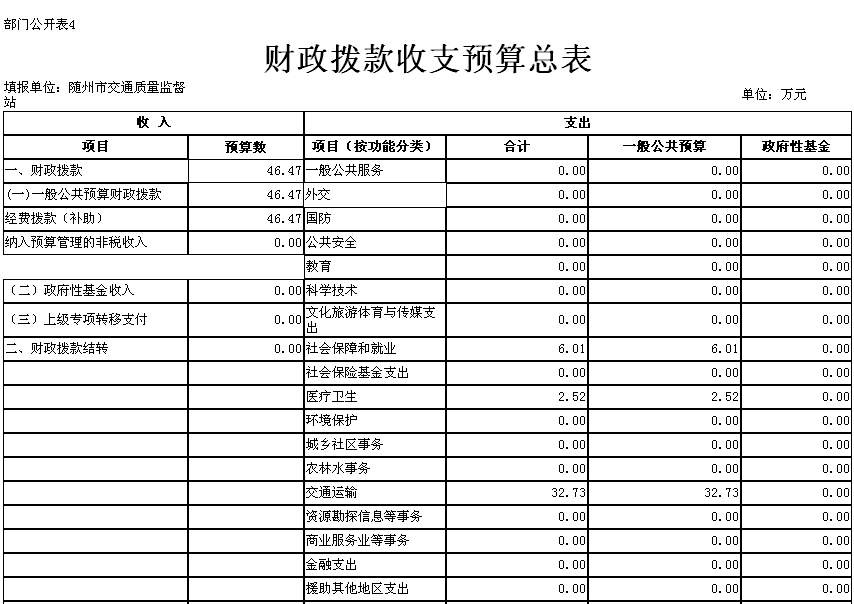 部门公开表4
财政拨款收支预算总表
填报单位：随州市交通质量监督
站
单位：万元
收 入 支出
项目 预算数 项目（按功能分类） 合计 一般公共预算 政府性基金
一、财政拨款 46.47 一般公共服务 0.00 0.00 0.00
(一)一般公共预算财政拨款 46.47 外交 0.00 0.00 0.00
经费拨款（补助） 46.47 国防 0.00 0.00 0.00
纳入预算管理的非税收入 0.00 公共安全 0.00 0.00 0.00
教育 0.00 0.00 0.00
（二）政府性基金收入 0.00 科学技术 0.00 0.00 0.00
（三）上级专项转移支付 0.00 文化旅游体育与传媒支
出 0.00 0.00 0.00
二、财政拨款结转 0.00 社会保障和就业 6.01 6.01 0.00
社会保险基金支出 0.00 0.00 0.00
医疗卫生 2.52 2.52 0.00
环境保护 0.00 0.00 0.00
城乡社区事务 0.00 0.00 0.00
农林水事务 0.00 0.00 0.00
交通运输 32.73 32.73 0.00
资源勘探信息等事务 0.00 0.00 0.00
商业服务业等事务 0.00 0.00 0.00
金融支出 0.00 0.00 0.00
援助其他地区支出 0.00 0.00 0.00